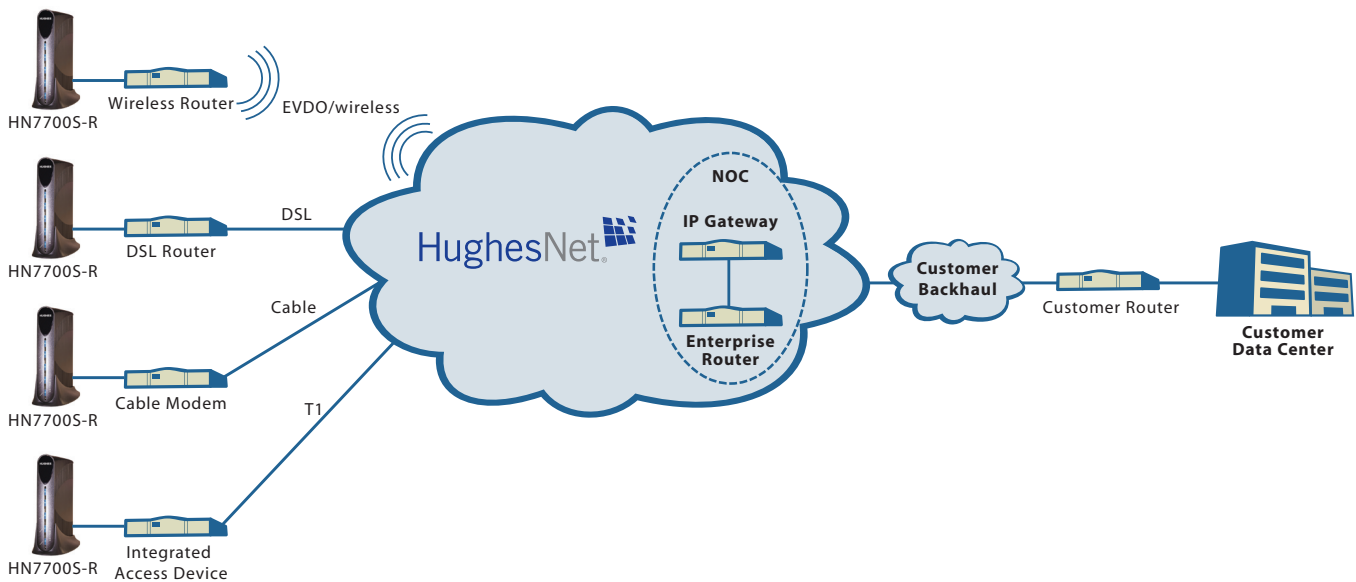 HN7700S-R
Wireless Router
EVDO/wireless
HN7700S-R
DSL Router
DSL
HN7700S-R
Cable Modem
Cable
HN7700S-R
Integrated
Access Device
T1
HughesNet®
NOC
IP Gateway
Enterprise
Router
Customer
Backhaul
Customer Router
Customer
Data Center